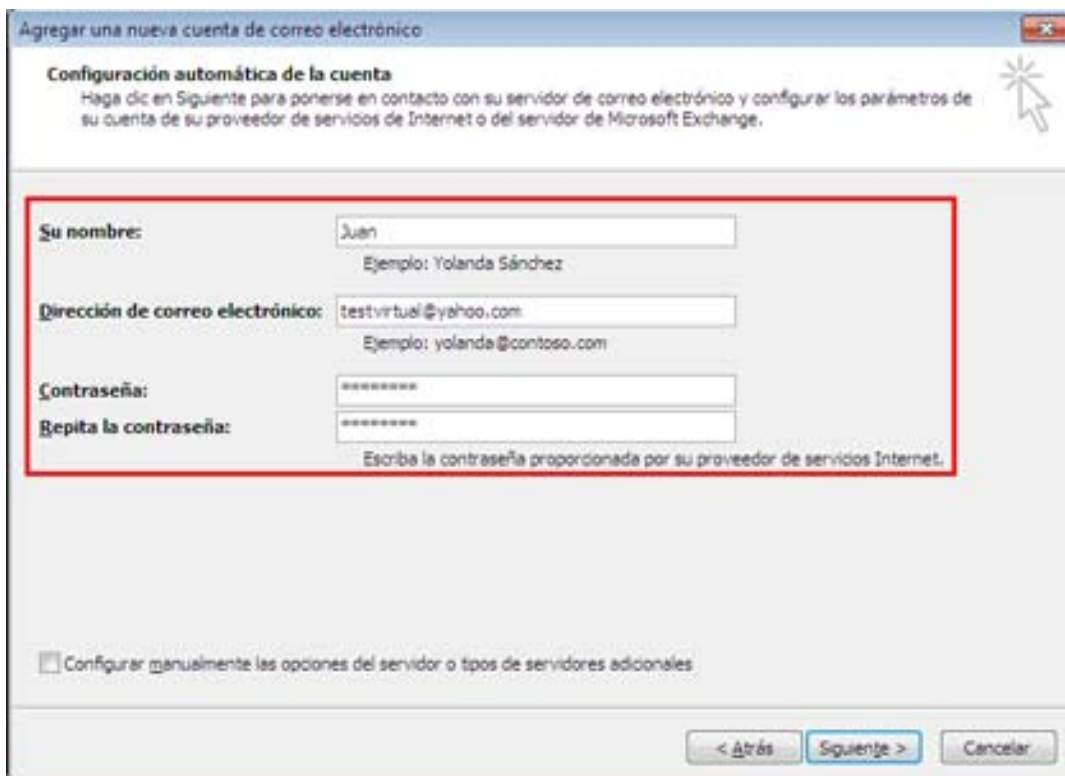 Agregar una nueva cuenta de correo electrónico
Configuración automática de la cuenta
Haga clic en Siguiente para ponerse en contacto con su servidor de correo electrónico y configurar los parámetros de
su cuenta de su proveedor de servicios de Internet o del servidor de Microsoft Exchange.
Su nombre:
Juan
Ejemplo: Yolanda Sánchez
Dirección de correo electrónico:
testvirtual@yahoo.com
Ejemplo: yolanda@contoso.com
Contraseña:
********
Repita la contraseña:
********
Escriba la contraseña proporcionada por su proveedor de servicios Internet.
Configurar manualmente las opciones del servidor o tipos de servidores adicionales
< Atrás
Siguiente >
Cancelar